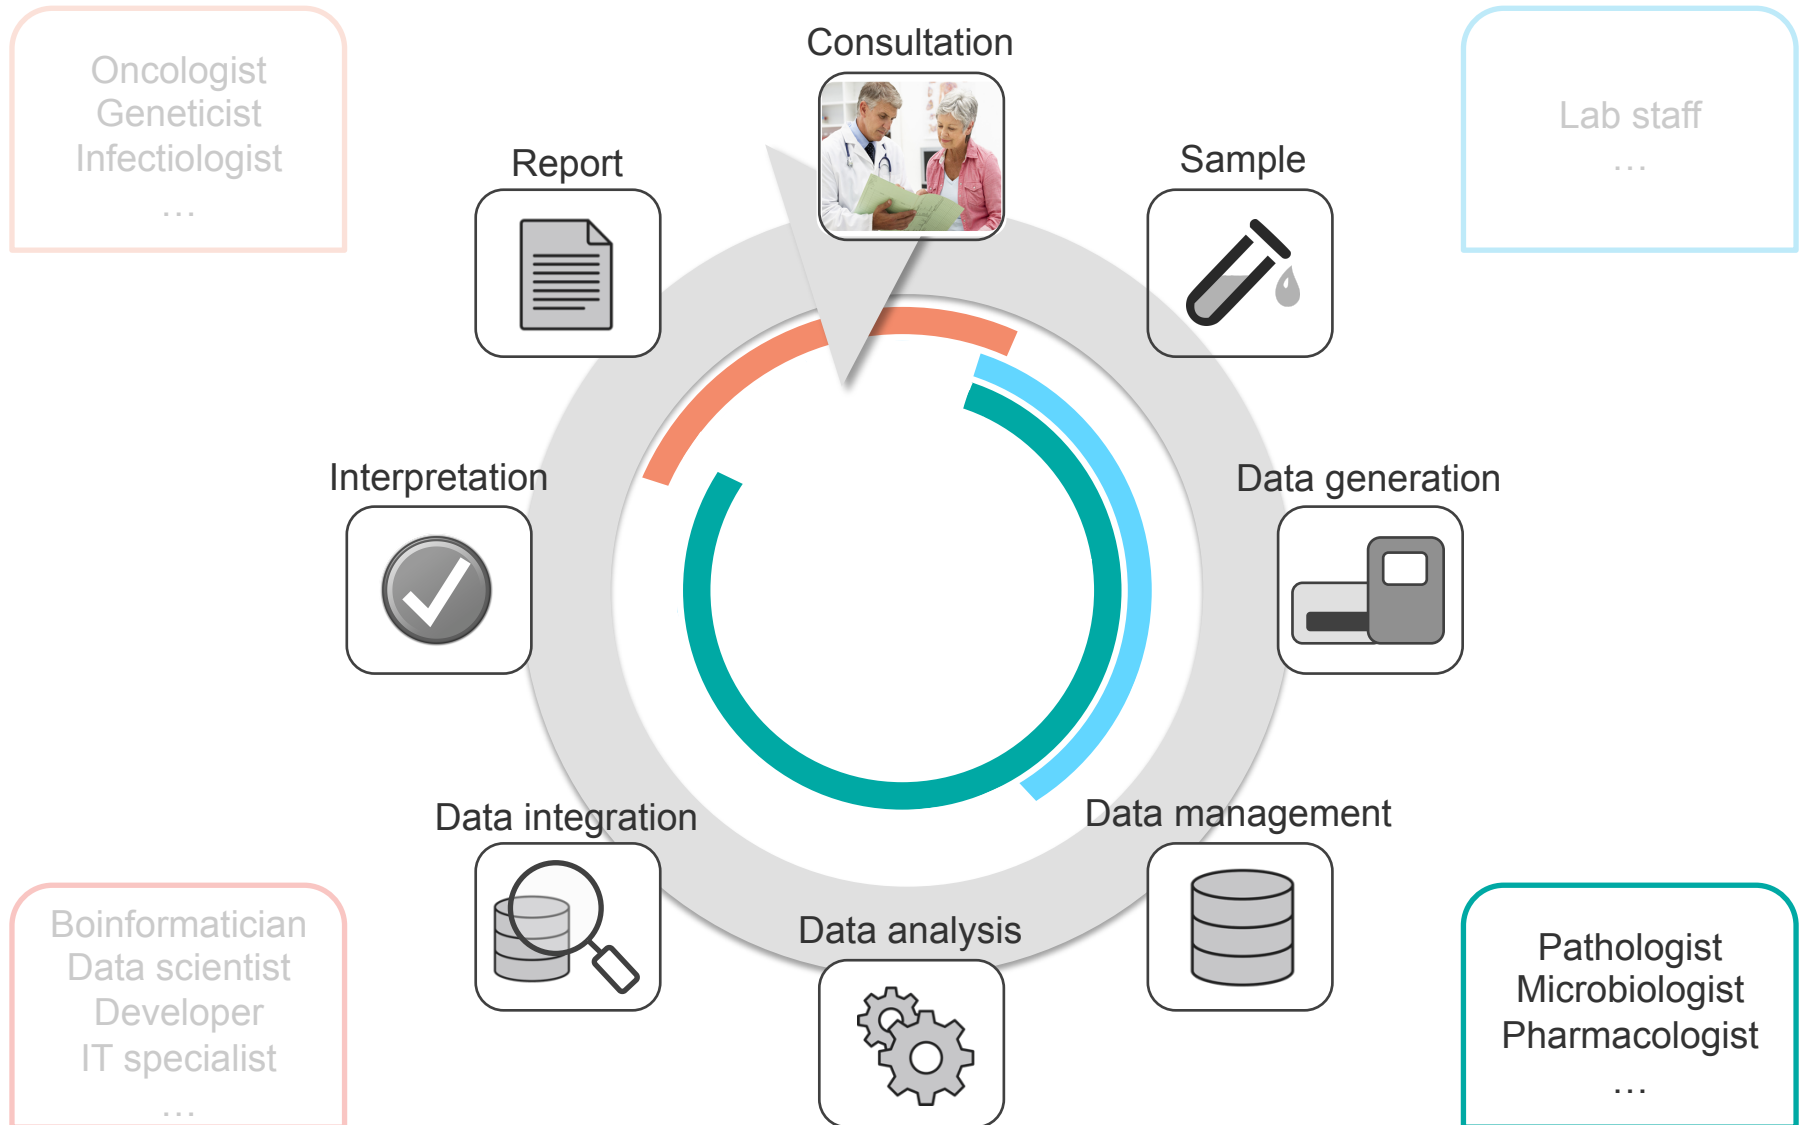 Oncologist
Geneticist
Infectiologist
…
Consultation
Lab staff
…
Report
Sample
Interpretation
Data generation
Data integration
Data management
Data analysis
Boinformatician
Data scientist
Developer
IT specialist
…
Pathologist
Microbiologist
Pharmacologist
…